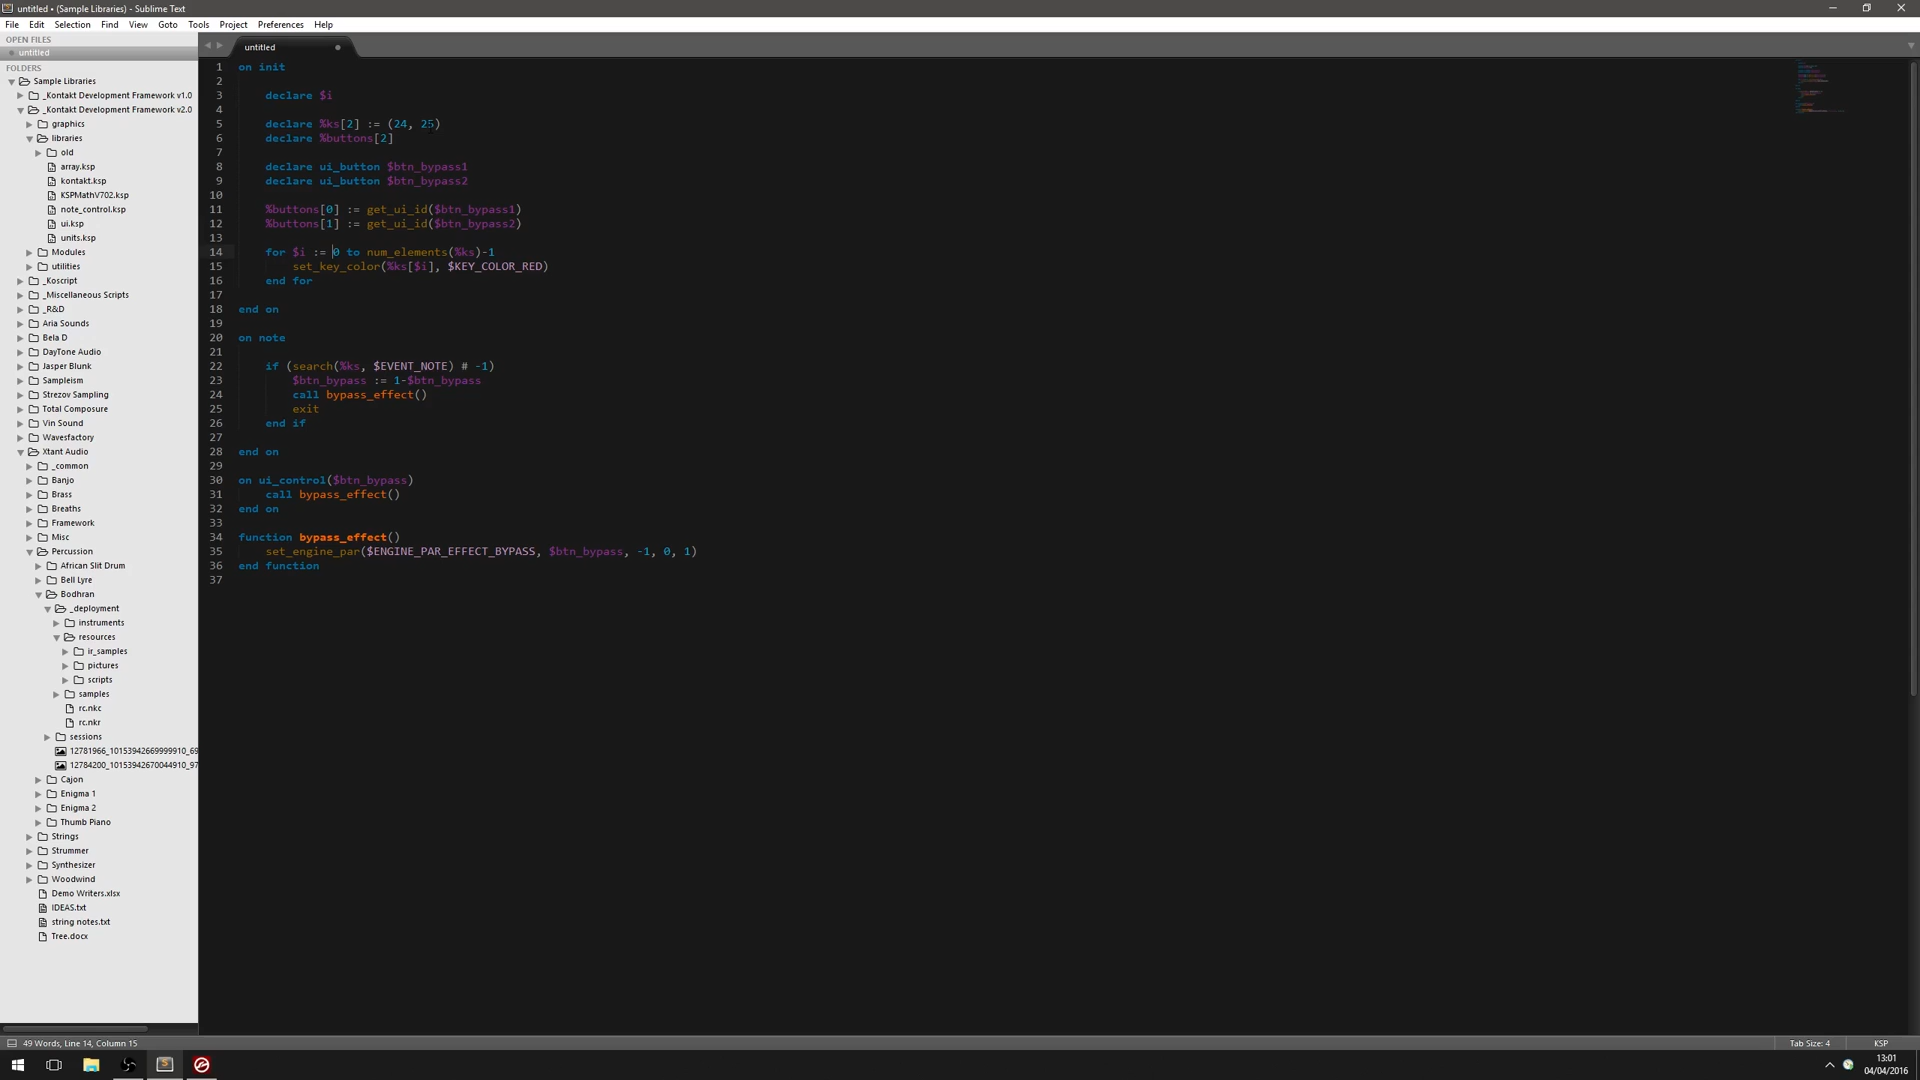 untitled • (Sample Libraries) - Sublime Text
File Edit Selection Find View Goto Tools Project Preferences Help
OPEN FILES
untitled
FOLDERS
Sample Libraries
_Kontakt Development Framework v1.0
_Kontakt Development Framework v2.0
graphics
libraries
old
array.ksp
kontakt.ksp
KSPMathV702.ksp
note_control.ksp
ui.ksp
units.ksp
Modules
utilities
_Koscript
_Miscellaneous Scripts
_R&D
Aria Sounds
Bela D
DayTone Audio
Jasper Blunk
Sampleism
Strezov Sampling
Total Composure
Vin Sound
Wavesfactory
Xtant Audio
_common
Banjo
Brass
Breaths
Framework
Misc
Percussion
African Slit Drum
Bell Lyre
Bodhran
_deployment
instruments
resources
ir_samples
pictures
scripts
samples
rc.nkc
rc.nkr
sessions
12781966_10153942669999910_69
12784200_10153942670044910_97
Cajon
Enigma 1
Enigma 2
Thumb Piano
Strings
Strummer
Synthesizer
Woodwind
Demo Writers.xlsx
IDEAS.txt
string notes.txt
Tree.docx
untitled
1 on init
2
3 declare $i
4
5 declare %ks[2] := (24, 25)
6 declare %buttons[2]
7
8 declare ui_button $btn_bypass1
9 declare ui_button $btn_bypass2
10
11 %buttons[0] := get_ui_id($btn_bypass1)
12 %buttons[1] := get_ui_id($btn_bypass2)
13
14 for $i := 0 to num_elements(%ks)-1
15 set_key_color(%ks[$i], $KEY_COLOR_RED)
16 end for
17
18 end on
19
20 on note
21
22 if (search(%ks, $EVENT_NOTE) # -1)
23 $btn_bypass := 1-$btn_bypass
24 call bypass_effect()
25 exit
26 end if
27
28 end on
29
30 on ui_control($btn_bypass)
31 call bypass_effect()
32 end on
33
34 function bypass_effect()
35 set_engine_par($ENGINE_PAR_EFFECT_BYPASS, $btn_bypass, -1, 0, 1)
36 end function
37
49 Words, Line 14, Column 15
Tab Size: 4 KSP
13:01
04/04/2016